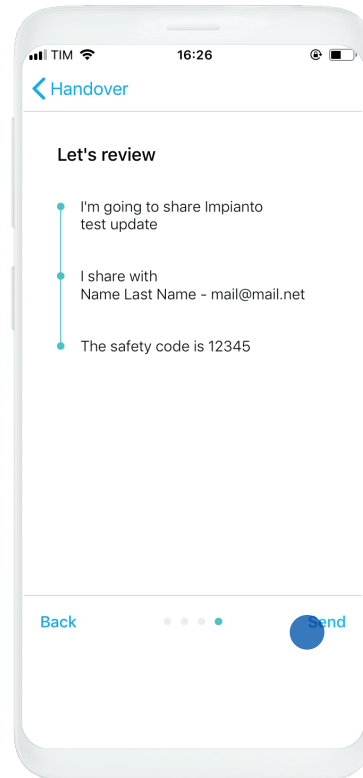 TIM 16:26
Handover
Let's review
I'm going to share Impianto
test update
I share with
Name Last Name - mail@mail.net
The safety code is 12345
Back Send